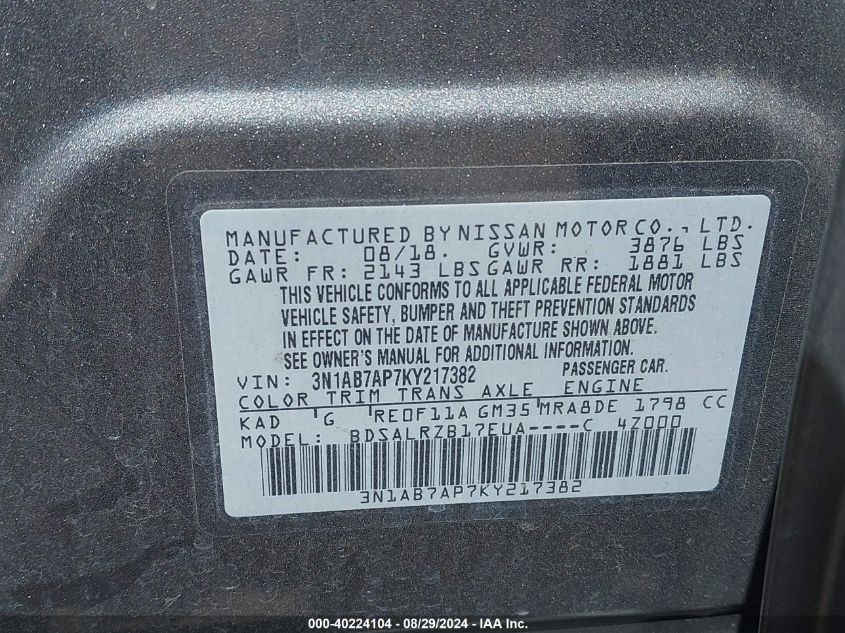 MANUFACTURED BY NISSAN MOTOR CO., LTD.
DATE: 08/18. GVWR: 3876 LBS
GAWR FR: 2143 LBS GAWR RR: 1881 LBS
THIS VEHICLE CONFORMS TO ALL APPLICABLE FEDERAL MOTOR
VEHICLE SAFETY, BUMPER AND THEFT PREVENTION STANDARDS
IN EFFECT ON THE DATE OF MANUFACTURE SHOWN ABOVE.
SEE OWNER'S MANUAL FOR ADDITIONAL INFORMATION.
VIN: 3N1AB7AP7KY217382 PASSENGER CAR.
COLOR TRIM TRANS AXLE ENGINE
KAD G RE0F11A GM35 MRA8DE 1798 CC
MODEL: BDSALRZB17EUA----C 4Z000
3N1AB7AP7KY217382
000-40224104 - 08/29/2024 - IAA Inc.